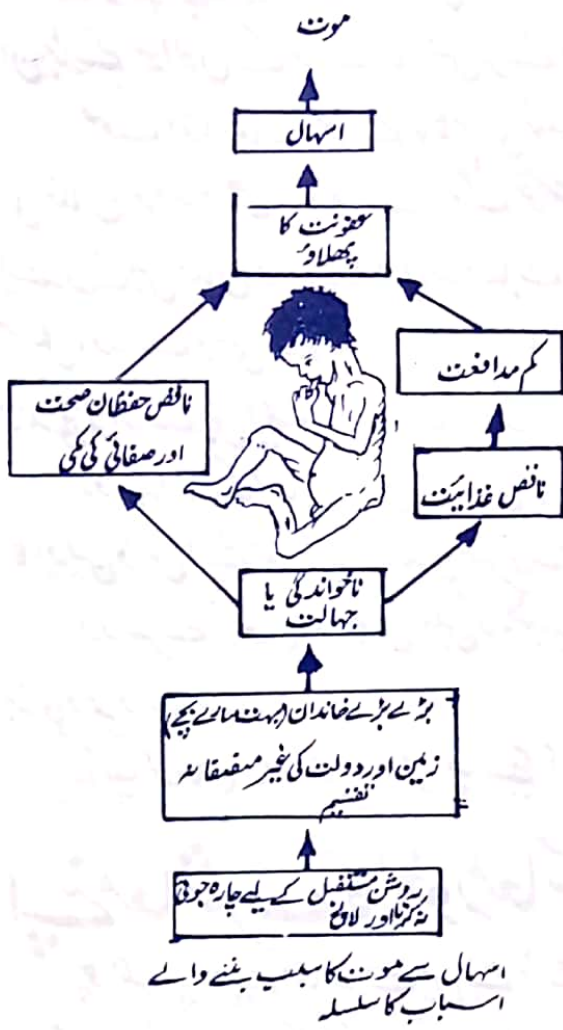 موت
اسہال
عفونت کا
پھیلاؤ
کم مدافعت
ناقص حفظان صحت
اور صفائی کی کمی
ناقص غذائیت
ناخواندگی یا
جہالت
بڑے بڑے خاندان (بہت سارے بچے)
زمین اور دولت کی غیر منصفانہ
تقسیم
روشن مستقبل کے لیے چارہ جوئی
نہ کرنا اور لالچ
اسہال سے موت کا سبب بننے والے
اسباب کا سلسلہ